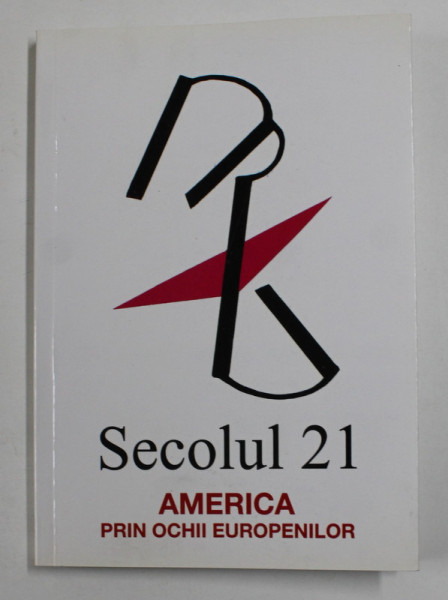 Secolul 21
AMERICA
PRIN OCHII EUROPENILOR